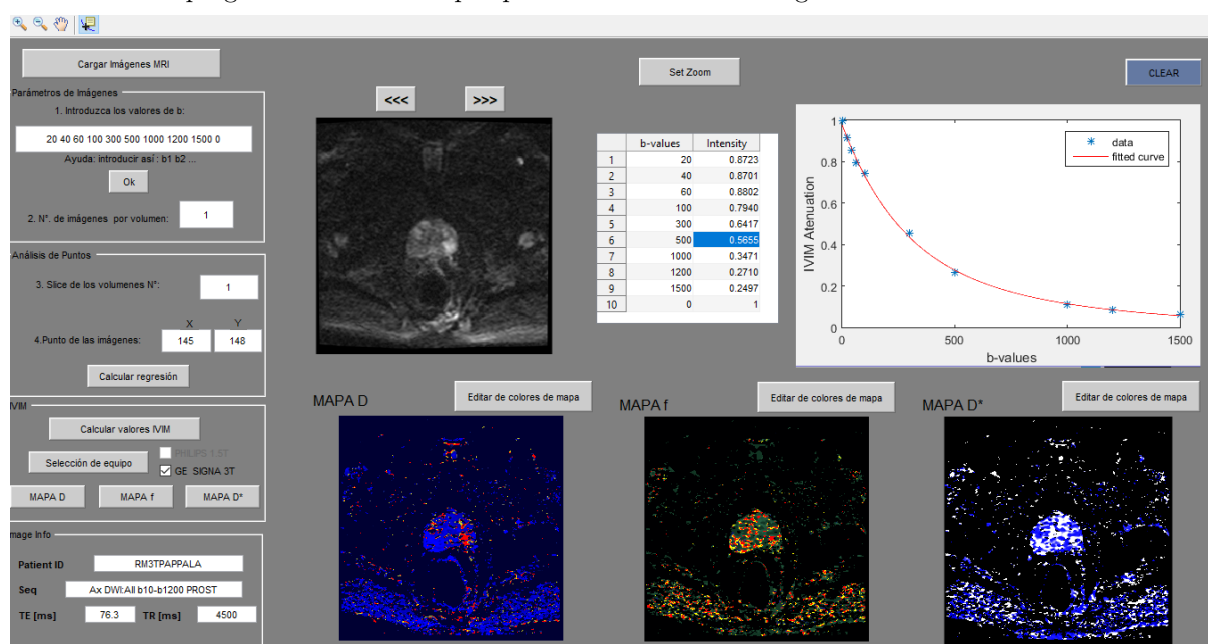 Cargar Imágenes MRI
Parámetros de Imágenes
1. Introduzca los valores de b:
20 40 60 100 300 500 1000 1200 1500 0
Ayuda: introducir así : b1 b2 ...
Ok
2. N°. de imágenes por volumen:
1
Análisis de Puntos
3. Slice de los volumenes N°:
1
X Y
4.Punto de las imágenes:
145 148
Calcular regresión
IVIM
Calcular valores IVIM
Selección de equipo
PHILIPS 1.5T
GE SIGNA 3T
MAPA D MAPA f MAPA D*
mage Info
Patient ID RM3TPAPPALA
Seq Ax DWI:All b10-b1200 PROST
TE [ms] 76.3 TR [ms] 4500
<<< >>>
Set Zoom
CLEAR
b-values Intensity
1 20 0.8723
2 40 0.8701
3 60 0.8802
4 100 0.7940
5 300 0.6417
6 500 0.5655
7 1000 0.3471
8 1200 0.2710
9 1500 0.2497
10 0 1
data
fitted curve
IVIM Atenuation
1
0.8
0.6
0.4
0.2
0
0 500 1000 1500
b-values
MAPA D
Editar de colores de mapa
MAPA f
Editar de colores de mapa
MAPA D*
Editar de colores de mapa